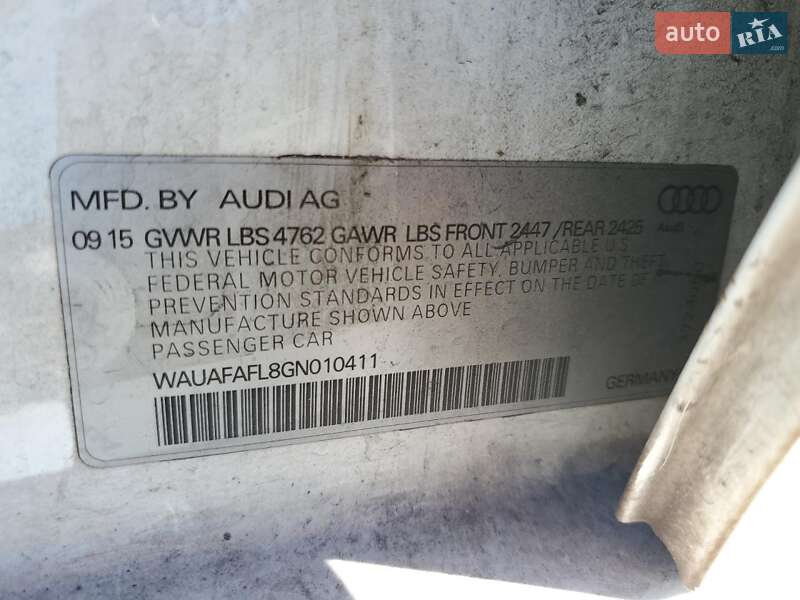 auto RIA .com
MFD. BY AUDI AG
09 15 GVWR LBS 4762 GAWR LBS FRONT 2447 /REAR 2425
Audi
THIS VEHICLE CONFORMS TO ALL APPLICABLE U.S.
FEDERAL MOTOR VEHICLE SAFETY, BUMPER AND THEFT
PREVENTION STANDARDS IN EFFECT ON THE DATE OF
MANUFACTURE SHOWN ABOVE
PASSENGER CAR
WAUAFAFL8GN010411
GERMANY